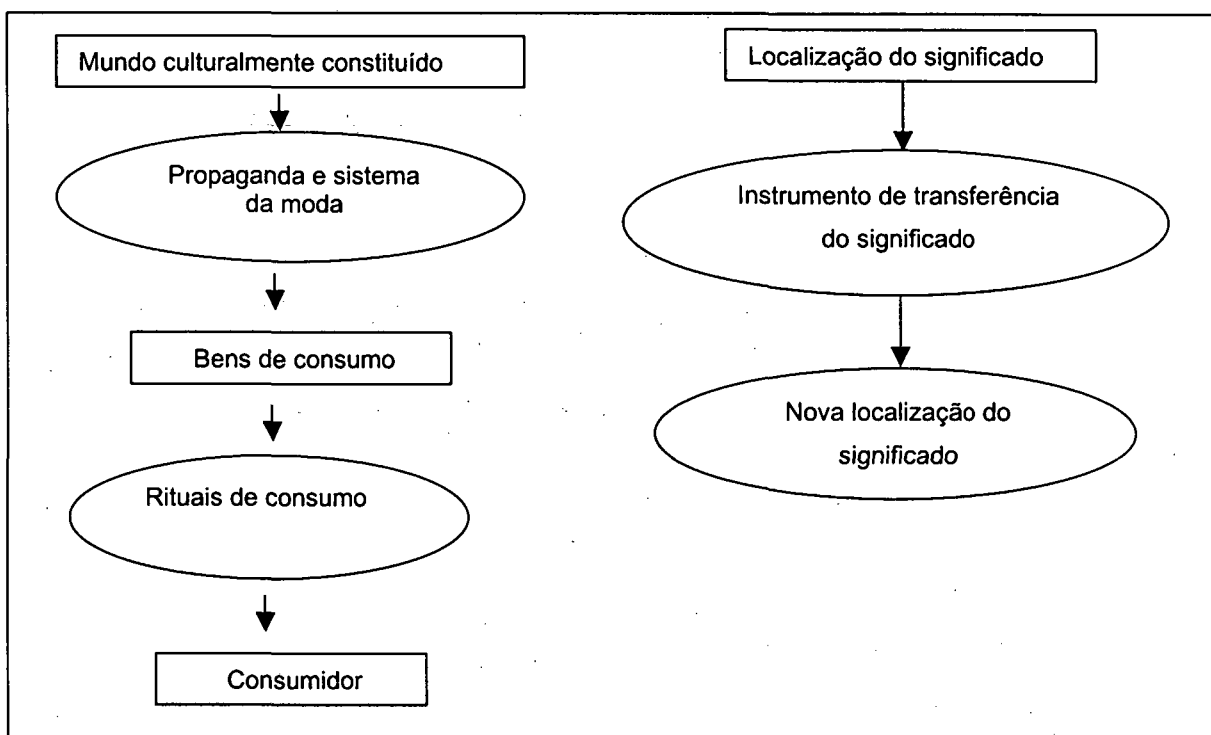 Mundo culturalmente constituído
Propaganda e sistema
da moda
Bens de consumo
Rituais de consumo
Consumidor
Localização do significado
Instrumento de transferência
do significado
Nova localização do
significado